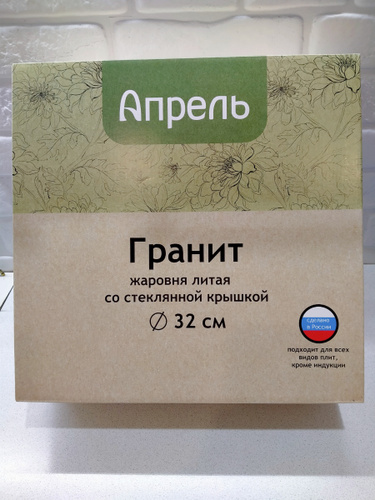 Апрель
Гранит
жаровня литая
со стеклянной крышкой
∅ 32 см
сделано
в России
подходит для всех
видов плит,
кроме индукции